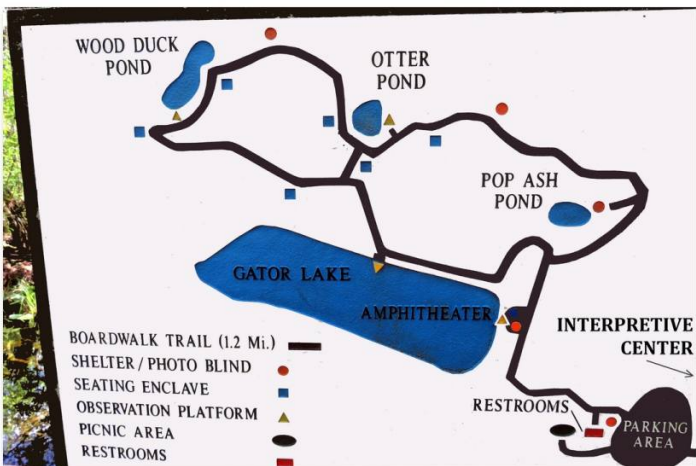 WOOD DUCK
POND
OTTER
POND
POP ASH
POND
GATOR LAKE
AMPHITHEATER
INTERPRETIVE
CENTER
BOARDWALK TRAIL (1.2 MI.)
SHELTER / PHOTO BLIND
SEATING ENCLAVE
OBSERVATION PLATFORM
PICNIC AREA
RESTROOMS
RESTROOMS
PARKING
AREA